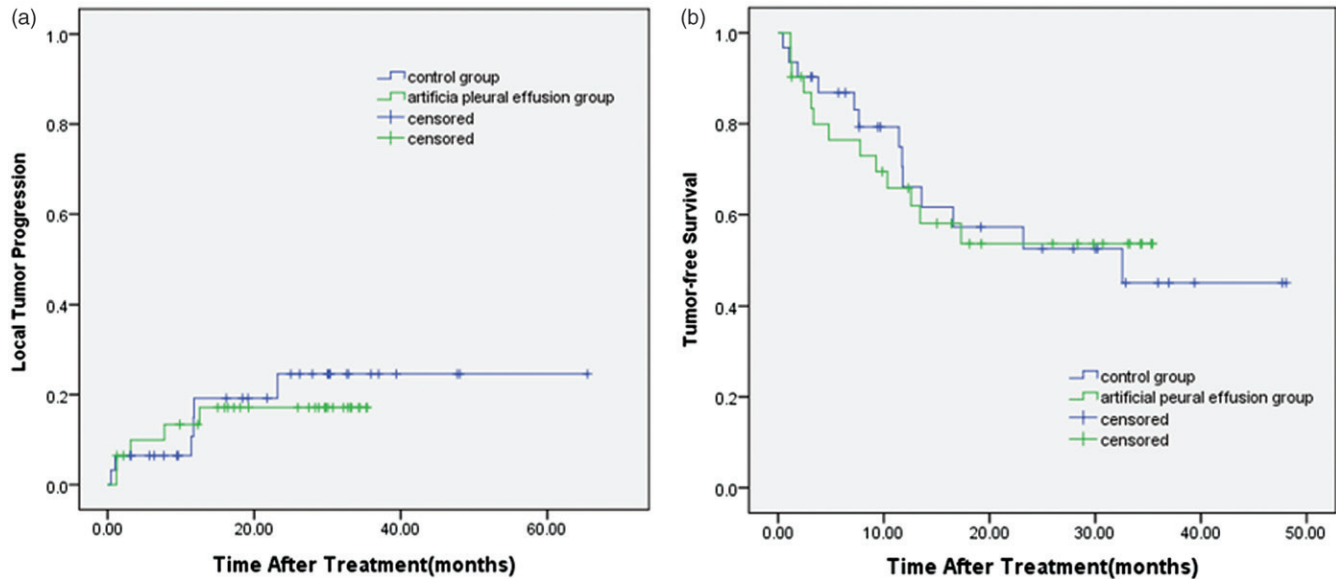 (a)
1.0
0.8
0.6
0.4
0.2
0.0
Local Tumor Progression
control group
artificia pleural effusion group
censored
censored
0.00 20.00 40.00 60.00
Time After Treatment(months)
(b)
1.0
0.8
0.6
0.4
0.2
0.0
Tumor-free Survival
control group
artificial peural effusion group
censored
censored
0.00 10.00 20.00 30.00 40.00 50.00
Time After Treatment(months)